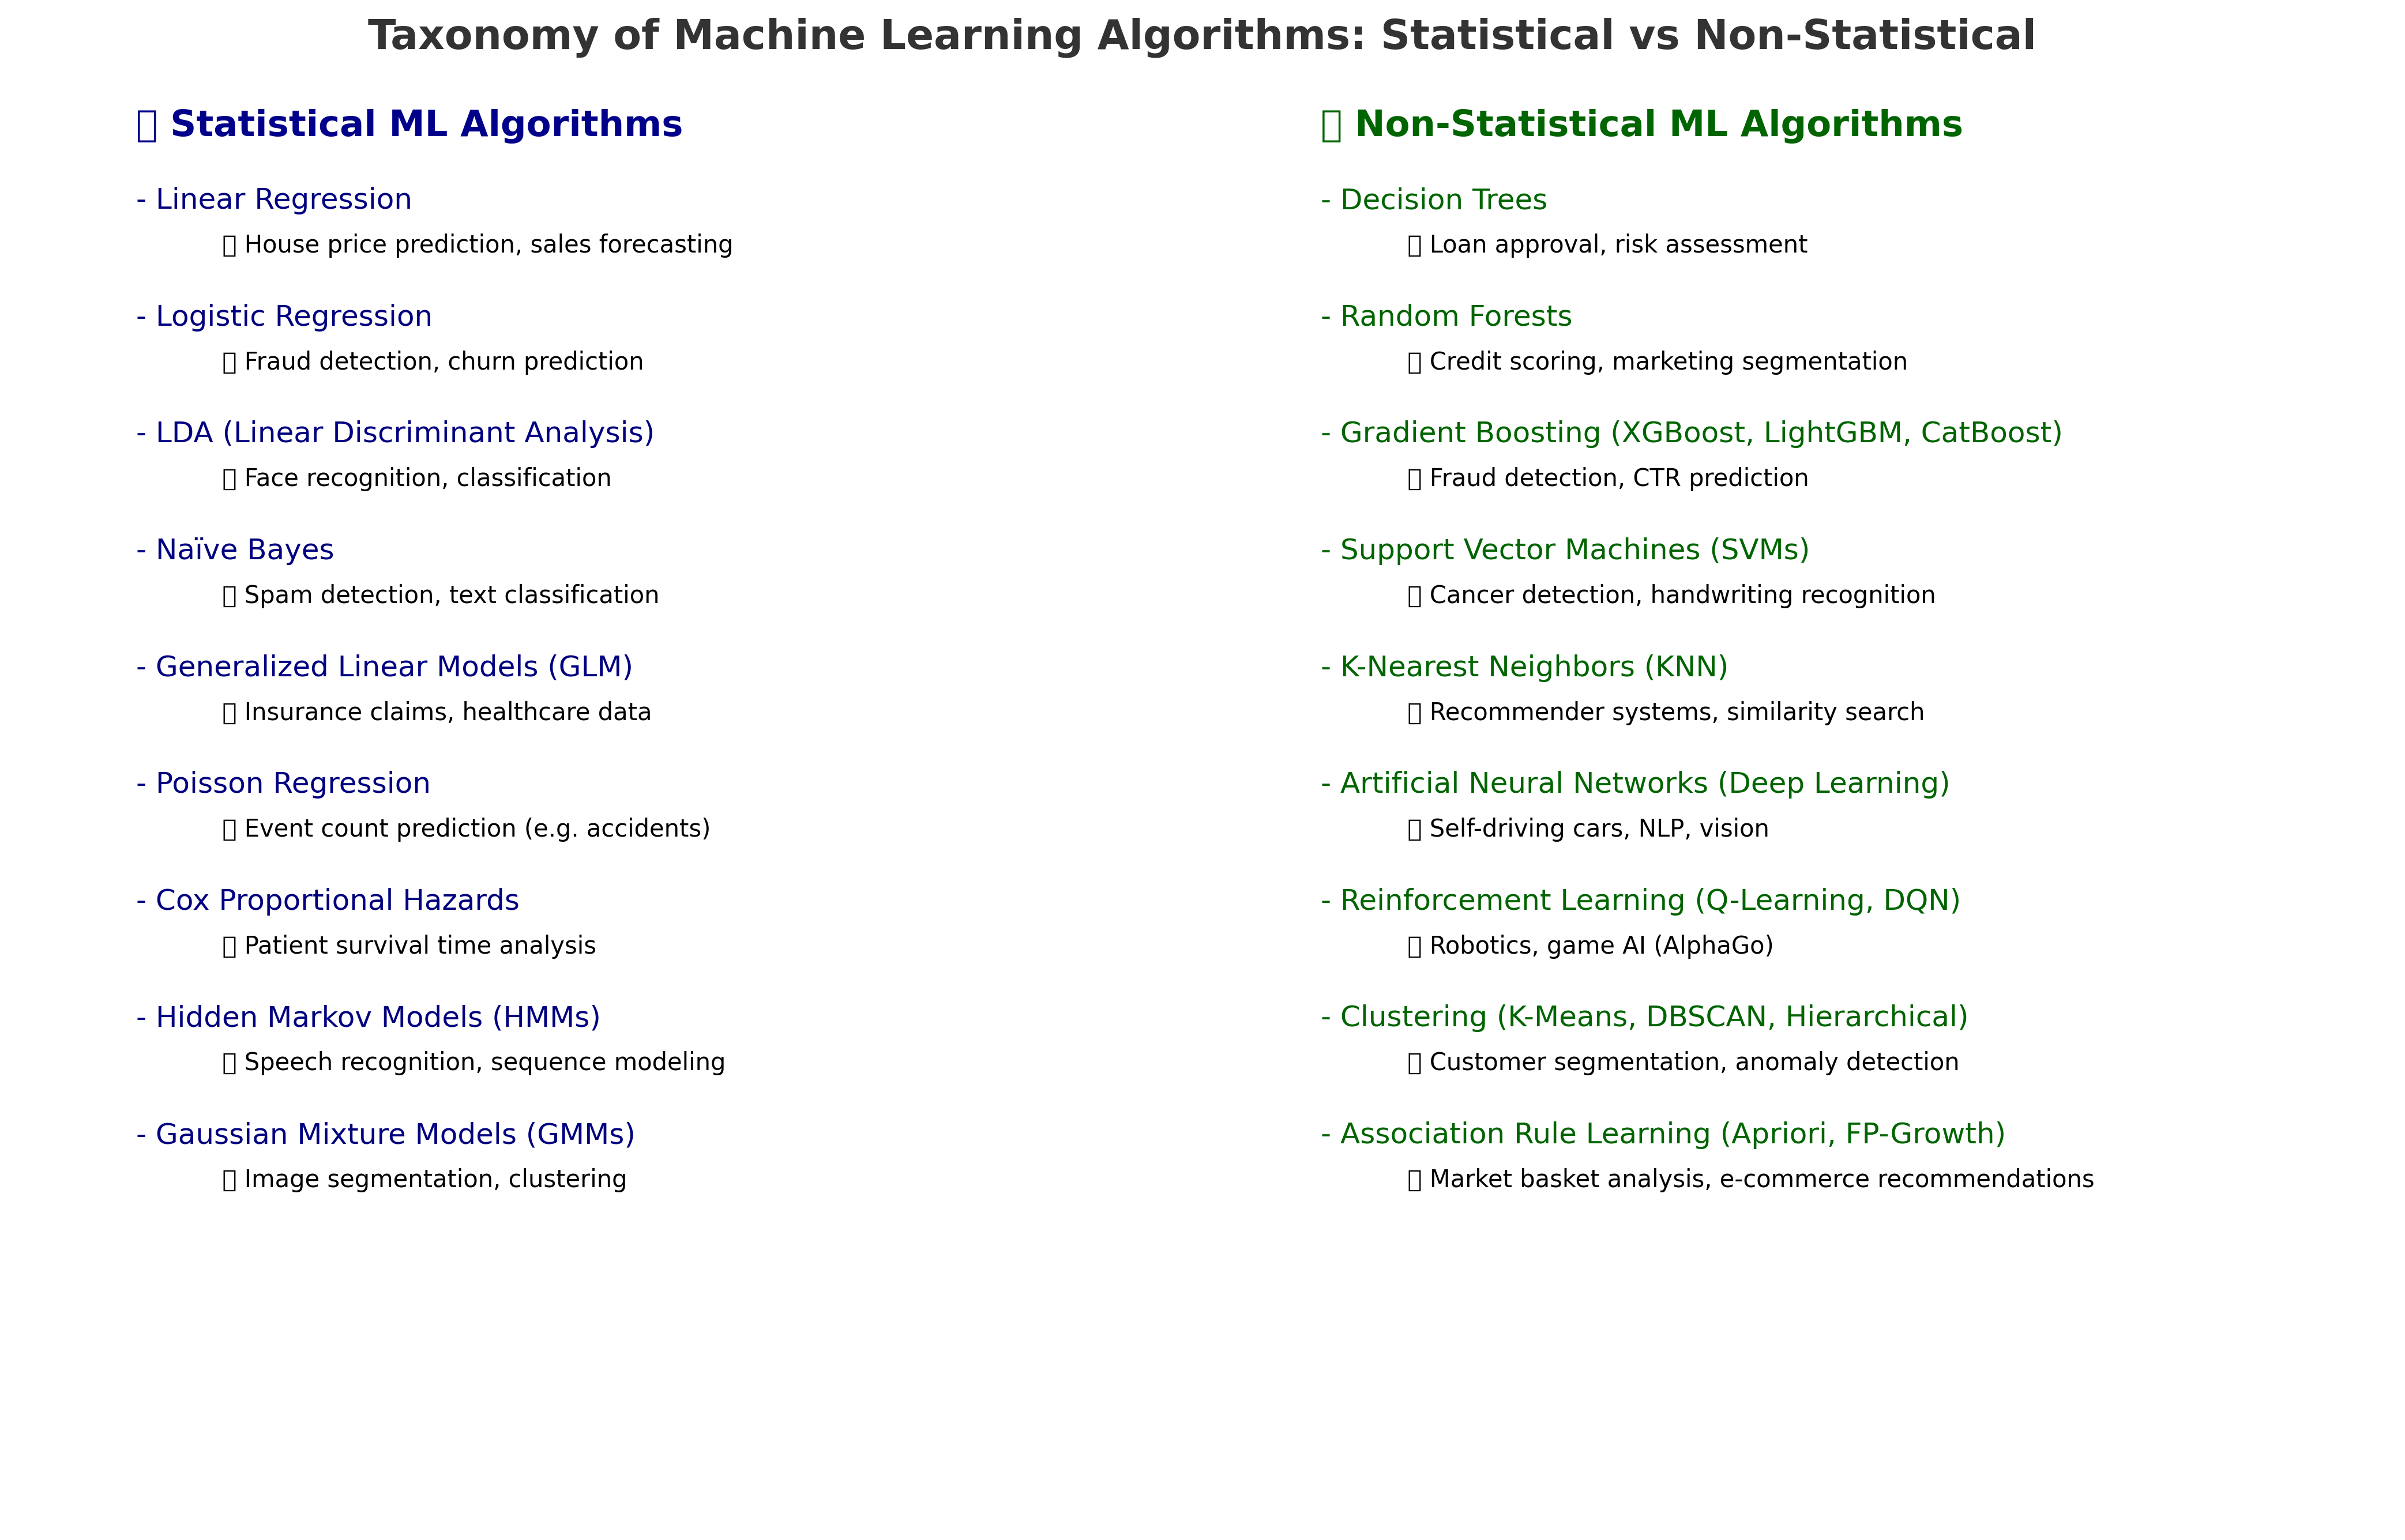 Taxonomy of Machine Learning Algorithms: Statistical vs Non-Statistical
Statistical ML Algorithms
- Linear Regression
House price prediction, sales forecasting
- Logistic Regression
Fraud detection, churn prediction
- LDA (Linear Discriminant Analysis)
Face recognition, classification
- Naïve Bayes
Spam detection, text classification
- Generalized Linear Models (GLM)
Insurance claims, healthcare data
- Poisson Regression
Event count prediction (e.g. accidents)
- Cox Proportional Hazards
Patient survival time analysis
- Hidden Markov Models (HMMs)
Speech recognition, sequence modeling
- Gaussian Mixture Models (GMMs)
Image segmentation, clustering
Non-Statistical ML Algorithms
- Decision Trees
Loan approval, risk assessment
- Random Forests
Credit scoring, marketing segmentation
- Gradient Boosting (XGBoost, LightGBM, CatBoost)
Fraud detection, CTR prediction
- Support Vector Machines (SVMs)
Cancer detection, handwriting recognition
- K-Nearest Neighbors (KNN)
Recommender systems, similarity search
- Artificial Neural Networks (Deep Learning)
Self-driving cars, NLP, vision
- Reinforcement Learning (Q-Learning, DQN)
Robotics, game AI (AlphaGo)
- Clustering (K-Means, DBSCAN, Hierarchical)
Customer segmentation, anomaly detection
- Association Rule Learning (Apriori, FP-Growth)
Market basket analysis, e-commerce recommendations